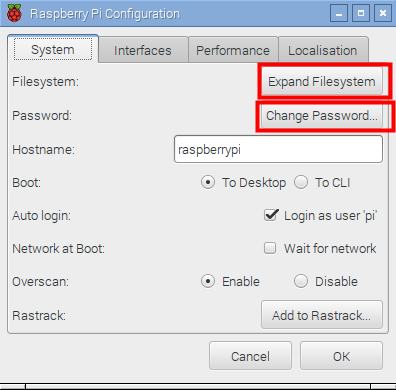 Raspberry Pi Configuration
System Interfaces Performance Localisation
Filesystem: Expand Filesystem
Password: Change Password...
Hostname: raspberrypi
Boot: To Desktop To CLI
Auto login: Login as user 'pi'
Network at Boot: Wait for network
Overscan: Enable Disable
Rastrack: Add to Rastrack...
Cancel OK